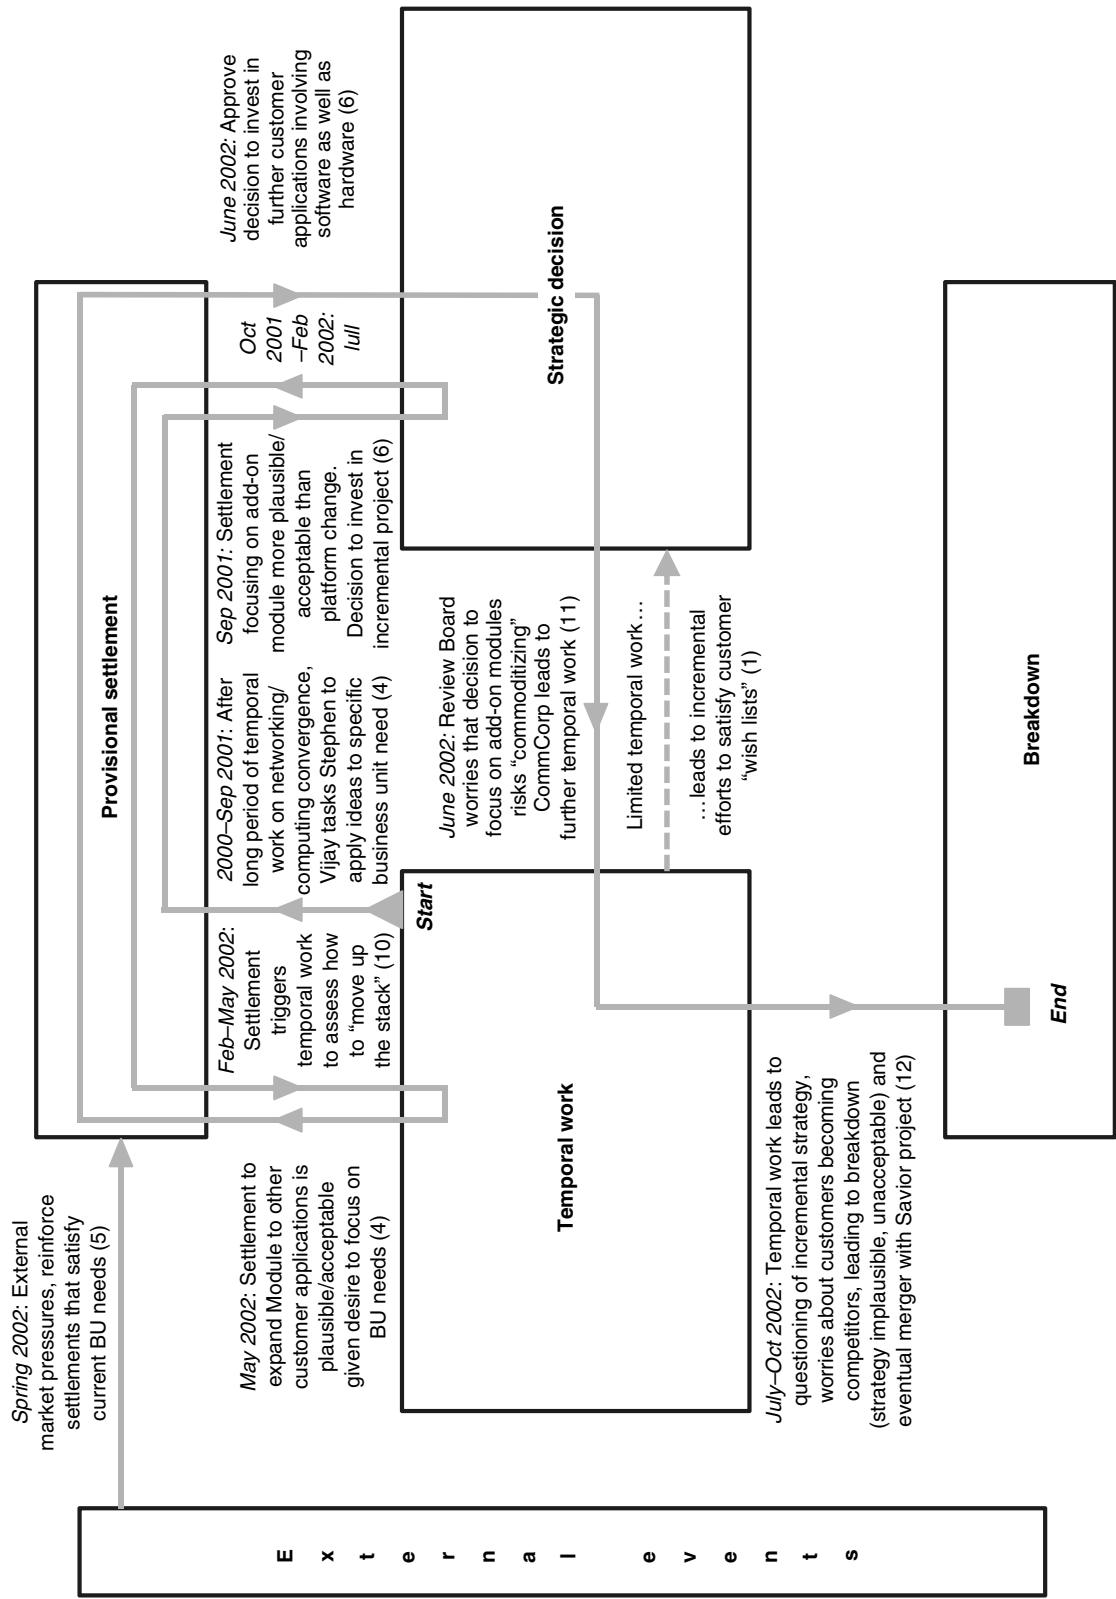 Spring 2002: External
market pressures, reinforce
settlements that satisfy
current BU needs (5)
Provisional settlement
May 2002: Settlement to
expand Module to other
customer applications is
plausible/acceptable
given desire to focus on
BU needs (4)
Feb–May 2002:
Settlement
triggers
temporal work
to assess how
to “move up
the stack” (10)
2000–Sep 2001: After
long period of temporal
work on networking/
computing convergence,
Vijay tasks Stephen to
apply ideas to specific
business unit need (4)
Sep 2001: Settlement
focusing on add-on
module more plausible/
acceptable than
platform change.
Decision to invest in
incremental project (6)
Oct
2001
–Feb
2002:
lull
June 2002: Approve
decision to invest in
further customer
applications involving
software as well as
hardware (6)
External events
Start
Temporal work
June 2002: Review Board
worries that decision to
focus on add-on modules
risks “commoditizing”
CommCorp leads to
further temporal work (11)
Limited temporal work…
…leads to incremental
efforts to satisfy customer
“wish lists” (1)
Strategic decision
July–Oct 2002: Temporal work leads to
questioning of incremental strategy,
worries about customers becoming
competitors, leading to breakdown
(strategy implausible, unacceptable) and
eventual merger with Savior project (12)
End
Breakdown